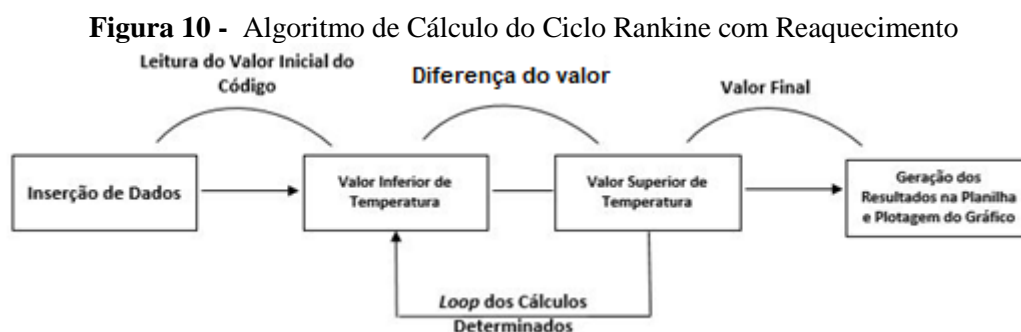 Figura 10 - Algoritmo de Cálculo do Ciclo Rankine com Reaquecimento
Leitura do Valor Inicial do
Código
Diferença do valor
Valor Final
Inserção de Dados
Valor Inferior de
Temperatura
Valor Superior de
Temperatura
Geração dos
Resultados na Planilha
e Plotagem do Gráfico
Loop dos Cálculos
Determinados